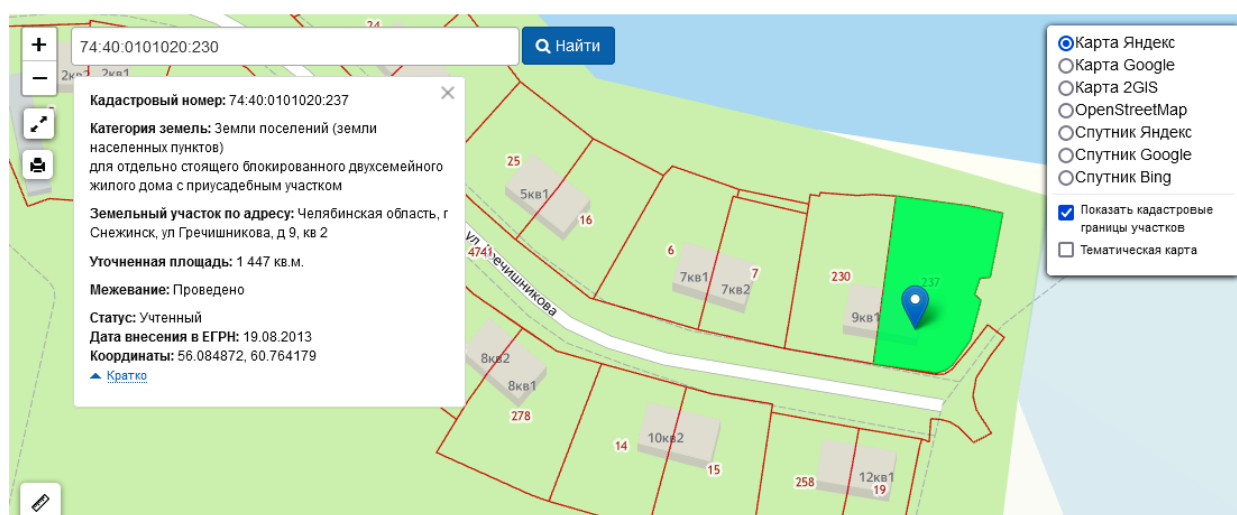 +
−
74:40:0101020:230
Найти
Кадастровый номер: 74:40:0101020:237
Категория земель: Земли поселений (земли
населенных пунктов)
для отдельно стоящего блокированного двухсемейного
жилого дома с приусадебным участком
Земельный участок по адресу: Челябинская область, г
Снежинск, ул Гречишникова, д 9, кв 2
Уточненная площадь: 1 447 кв.м.
Межевание: Проведено
Статус: Учтенный
Дата внесения в ЕГРН: 19.08.2013
Координаты: 56.084872, 60.764179
Кратко
Карта Яндекс
Карта Google
Карта 2GIS
OpenStreetMap
Спутник Яндекс
Спутник Google
Спутник Bing
Показать кадастровые
границы участков
Тематическая карта
24
2кв1
25
5кв1
16
ул. Гречишникова
4741
6
7кв1
7
7кв2
230
9кв1
237
8кв2
8кв1
278
14
10кв2
15
258
12кв1
19